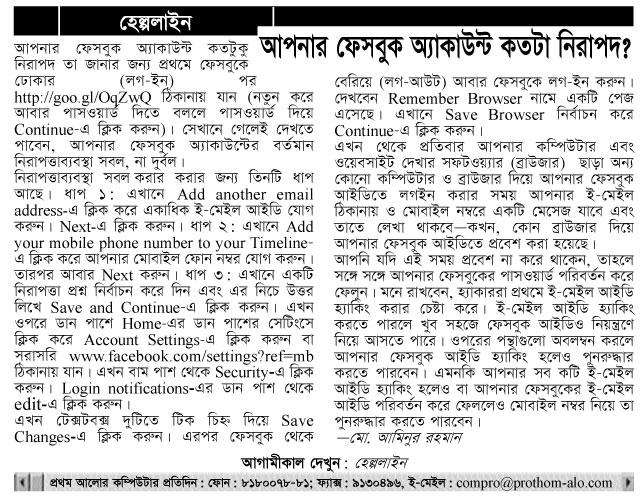 হেল্পলাইন
আপনার ফেসবুক অ্যাকাউন্ট কতটা নিরাপদ?
আপনার ফেসবুক অ্যাকাউন্ট কতটুকু
নিরাপদ তা জানার জন্য প্রথমে ফেসবুকে
ঢোকার (লগ-ইন) পর
http://goo.gl/OqZwQ ঠিকানায় যান (নতুন করে
আবার পাসওয়ার্ড দিতে বললে পাসওয়ার্ড দিয়ে
Continue-এ ক্লিক করুন)। সেখানে গেলেই দেখতে
পাবেন, আপনার ফেসবুক অ্যাকাউন্টের বর্তমান
নিরাপত্তাব্যবস্থা সবল, না দুর্বল।
নিরাপত্তাব্যবস্থা সবল করার করার জন্য তিনটি ধাপ
আছে। ধাপ ১: এখানে Add another email
address-এ ক্লিক করে একাধিক ই-মেইল আইডি যোগ
করুন। Next-এ ক্লিক করুন। ধাপ ২: এখানে Add
your mobile phone number to your Timeline-
এ ক্লিক করে আপনার মোবাইল ফোন নম্বর যোগ করুন।
তারপর আবার Next করুন। ধাপ ৩: এখানে একটি
নিরাপত্তা প্রশ্ন নির্বাচন করে দিন এবং এর নিচে উত্তর
লিখে Save and Continue-এ ক্লিক করুন। এখন
ওপরে ডান পাশে Home-এর ডান পাশের সেটিংসে
ক্লিক করে Account Settings-এ ক্লিক করুন বা
সরাসরি www.facebook.com/settings?ref=mb
ঠিকানায় যান। এখন বাম পাশ থেকে Security-এ ক্লিক
করুন। Login notifications-এর ডান পাশ থেকে
edit-এ ক্লিক করুন।
এখন টেক্সটবক্স দুটিতে টিক চিহ্ন দিয়ে Save
Changes-এ ক্লিক করুন। এরপর ফেসবুক থেকে
বেরিয়ে (লগ-আউট) আবার ফেসবুকে লগ-ইন করুন।
দেখবেন Remember Browser নামে একটি পেজ
এসেছে। এখানে Save Browser নির্বাচন করে
Continue-এ ক্লিক করুন।
এখন থেকে প্রতিবার আপনার কম্পিউটার এবং
ওয়েবসাইট দেখার সফটওয়্যার (ব্রাউজার) ছাড়া অন্য
কোনো কম্পিউটার ও ব্রাউজার দিয়ে আপনার ফেসবুক
আইডিতে লগইন করার সময় আপনার ই-মেইল
ঠিকানায় ও মোবাইল নম্বরে একটি মেসেজ যাবে এবং
তাতে লেখা থাকবে—কখন, কোন ব্রাউজার দিয়ে
আপনার ফেসবুক আইডিতে প্রবেশ করা হয়েছে।
আপনি যদি এই সময় প্রবেশ না করে থাকেন, তাহলে
সঙ্গে সঙ্গে আপনার ফেসবুকের পাসওয়ার্ড পরিবর্তন করে
ফেলুন। মনে রাখবেন, হ্যাকাররা প্রথমে ই-মেইল আইডি
হ্যাকিং করার চেষ্টা করে। ই-মেইল আইডি হ্যাকিং
করতে পারলে খুব সহজে ফেসবুক আইডিও নিয়ন্ত্রণে
নিয়ে আসতে পারে। ওপরের পন্থাগুলো অবলম্বন করলে
আপনার ফেসবুক আইডি হ্যাকিং হলেও পুনরুদ্ধার
করতে পারবেন। এমনকি আপনার সব কটি ই-মেইল
আইডি হ্যাকিং হলেও বা আপনার ফেসবুকের ই-মেইল
আইডি পরিবর্তন করে ফেললেও মোবাইল নম্বর নিয়ে তা
পুনরুদ্ধার করতে পারবেন।
—মো. আমিনুর রহমান
আগামীকাল দেখুন : হেল্পলাইন
প্রথম আলোর কম্পিউটার প্রতিদিন : ফোন : ৮১৮০০৭৮-৮১; ফ্যাক্স : ৯১৩০৪৯৬, ই-মেইল : compro@prothom-alo.com